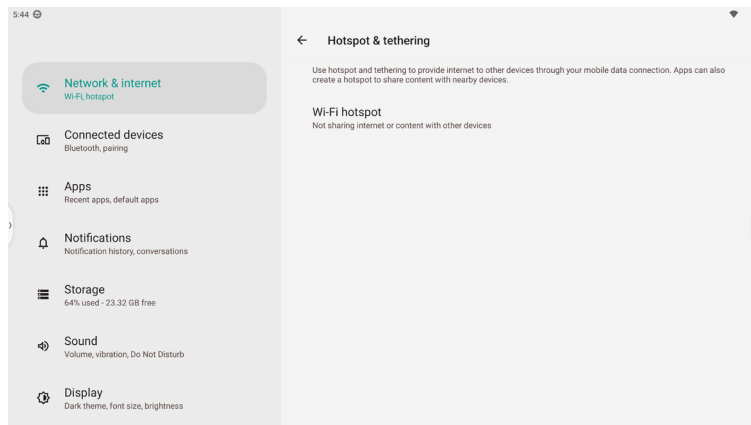 5:44
Hotspot & tethering
Network & internet
Wi-Fi, hotspot
Connected devices
Bluetooth, pairing
Apps
Recent apps, default apps
Notifications
Notification history, conversations
Storage
64% used - 23.32 GB free
Sound
Volume, vibration, Do Not Disturb
Display
Dark theme, font size, brightness
Use hotspot and tethering to provide internet to other devices through your mobile data connection. Apps can also
create a hotspot to share content with nearby devices.
Wi-Fi hotspot
Not sharing internet or content with other devices